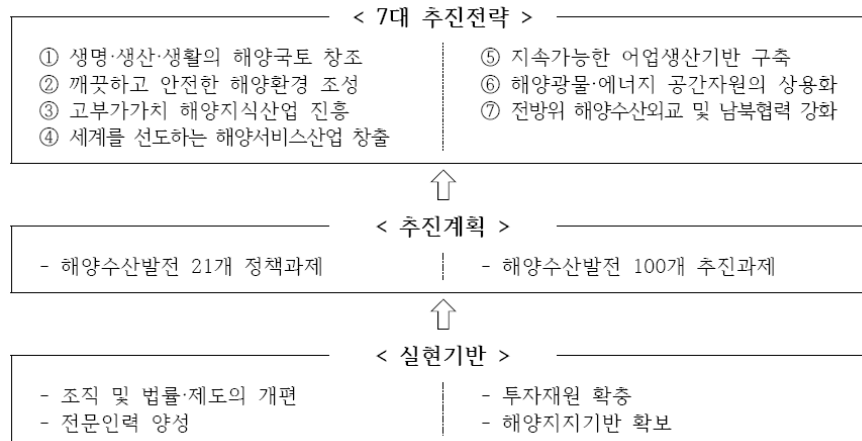 < 7대 추진전략 >
① 생명·생산·생활의 해양국토 창조
② 깨끗하고 안전한 해양환경 조성
③ 고부가가치 해양지식산업 진흥
④ 세계를 선도하는 해양서비스산업 창출
⑤ 지속가능한 어업생산기반 구축
⑥ 해양광물·에너지 공간자원의 상용화
⑦ 전방위 해양수산외교 및 남북협력 강화
< 추진계획 >
- 해양수산발전 21개 정책과제
- 해양수산발전 100개 추진과제
< 실현기반 >
- 조직 및 법률·제도의 개편
- 전문인력 양성
- 투자재원 확충
- 해양지지기반 확보